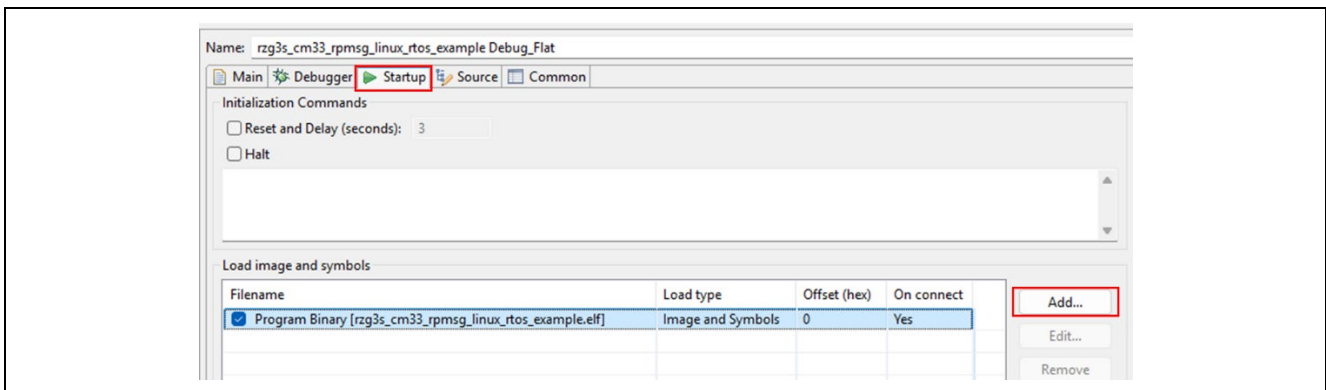 Name: rzg3s_cm33_rpmsg_linux_rtos_example Debug_Flat
Main Debugger Startup Source Common
Initialization Commands
Reset and Delay (seconds): 3
Halt
Load image and symbols
Filename Load type Offset (hex) On connect
Program Binary [rzg3s_cm33_rpmsg_linux_rtos_example.elf] Image and Symbols 0 Yes
Add...
Edit...
Remove